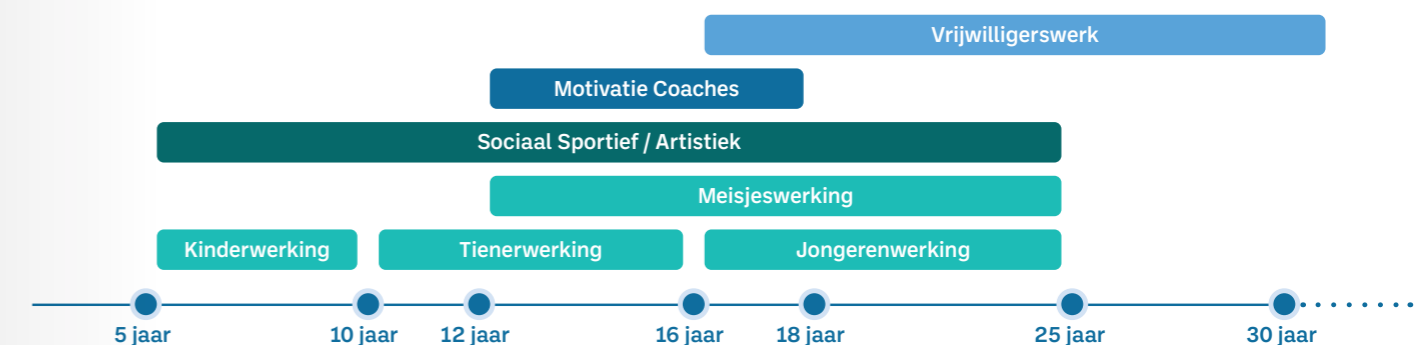 Vrijwilligerswerk
Motivatie Coaches
Sociaal Sportief / Artistiek
Meisjeswerking
Kinderwerking Tienerwerking Jongerenwerking
5 jaar 10 jaar 12 jaar 16 jaar 18 jaar 25 jaar 30 jaar